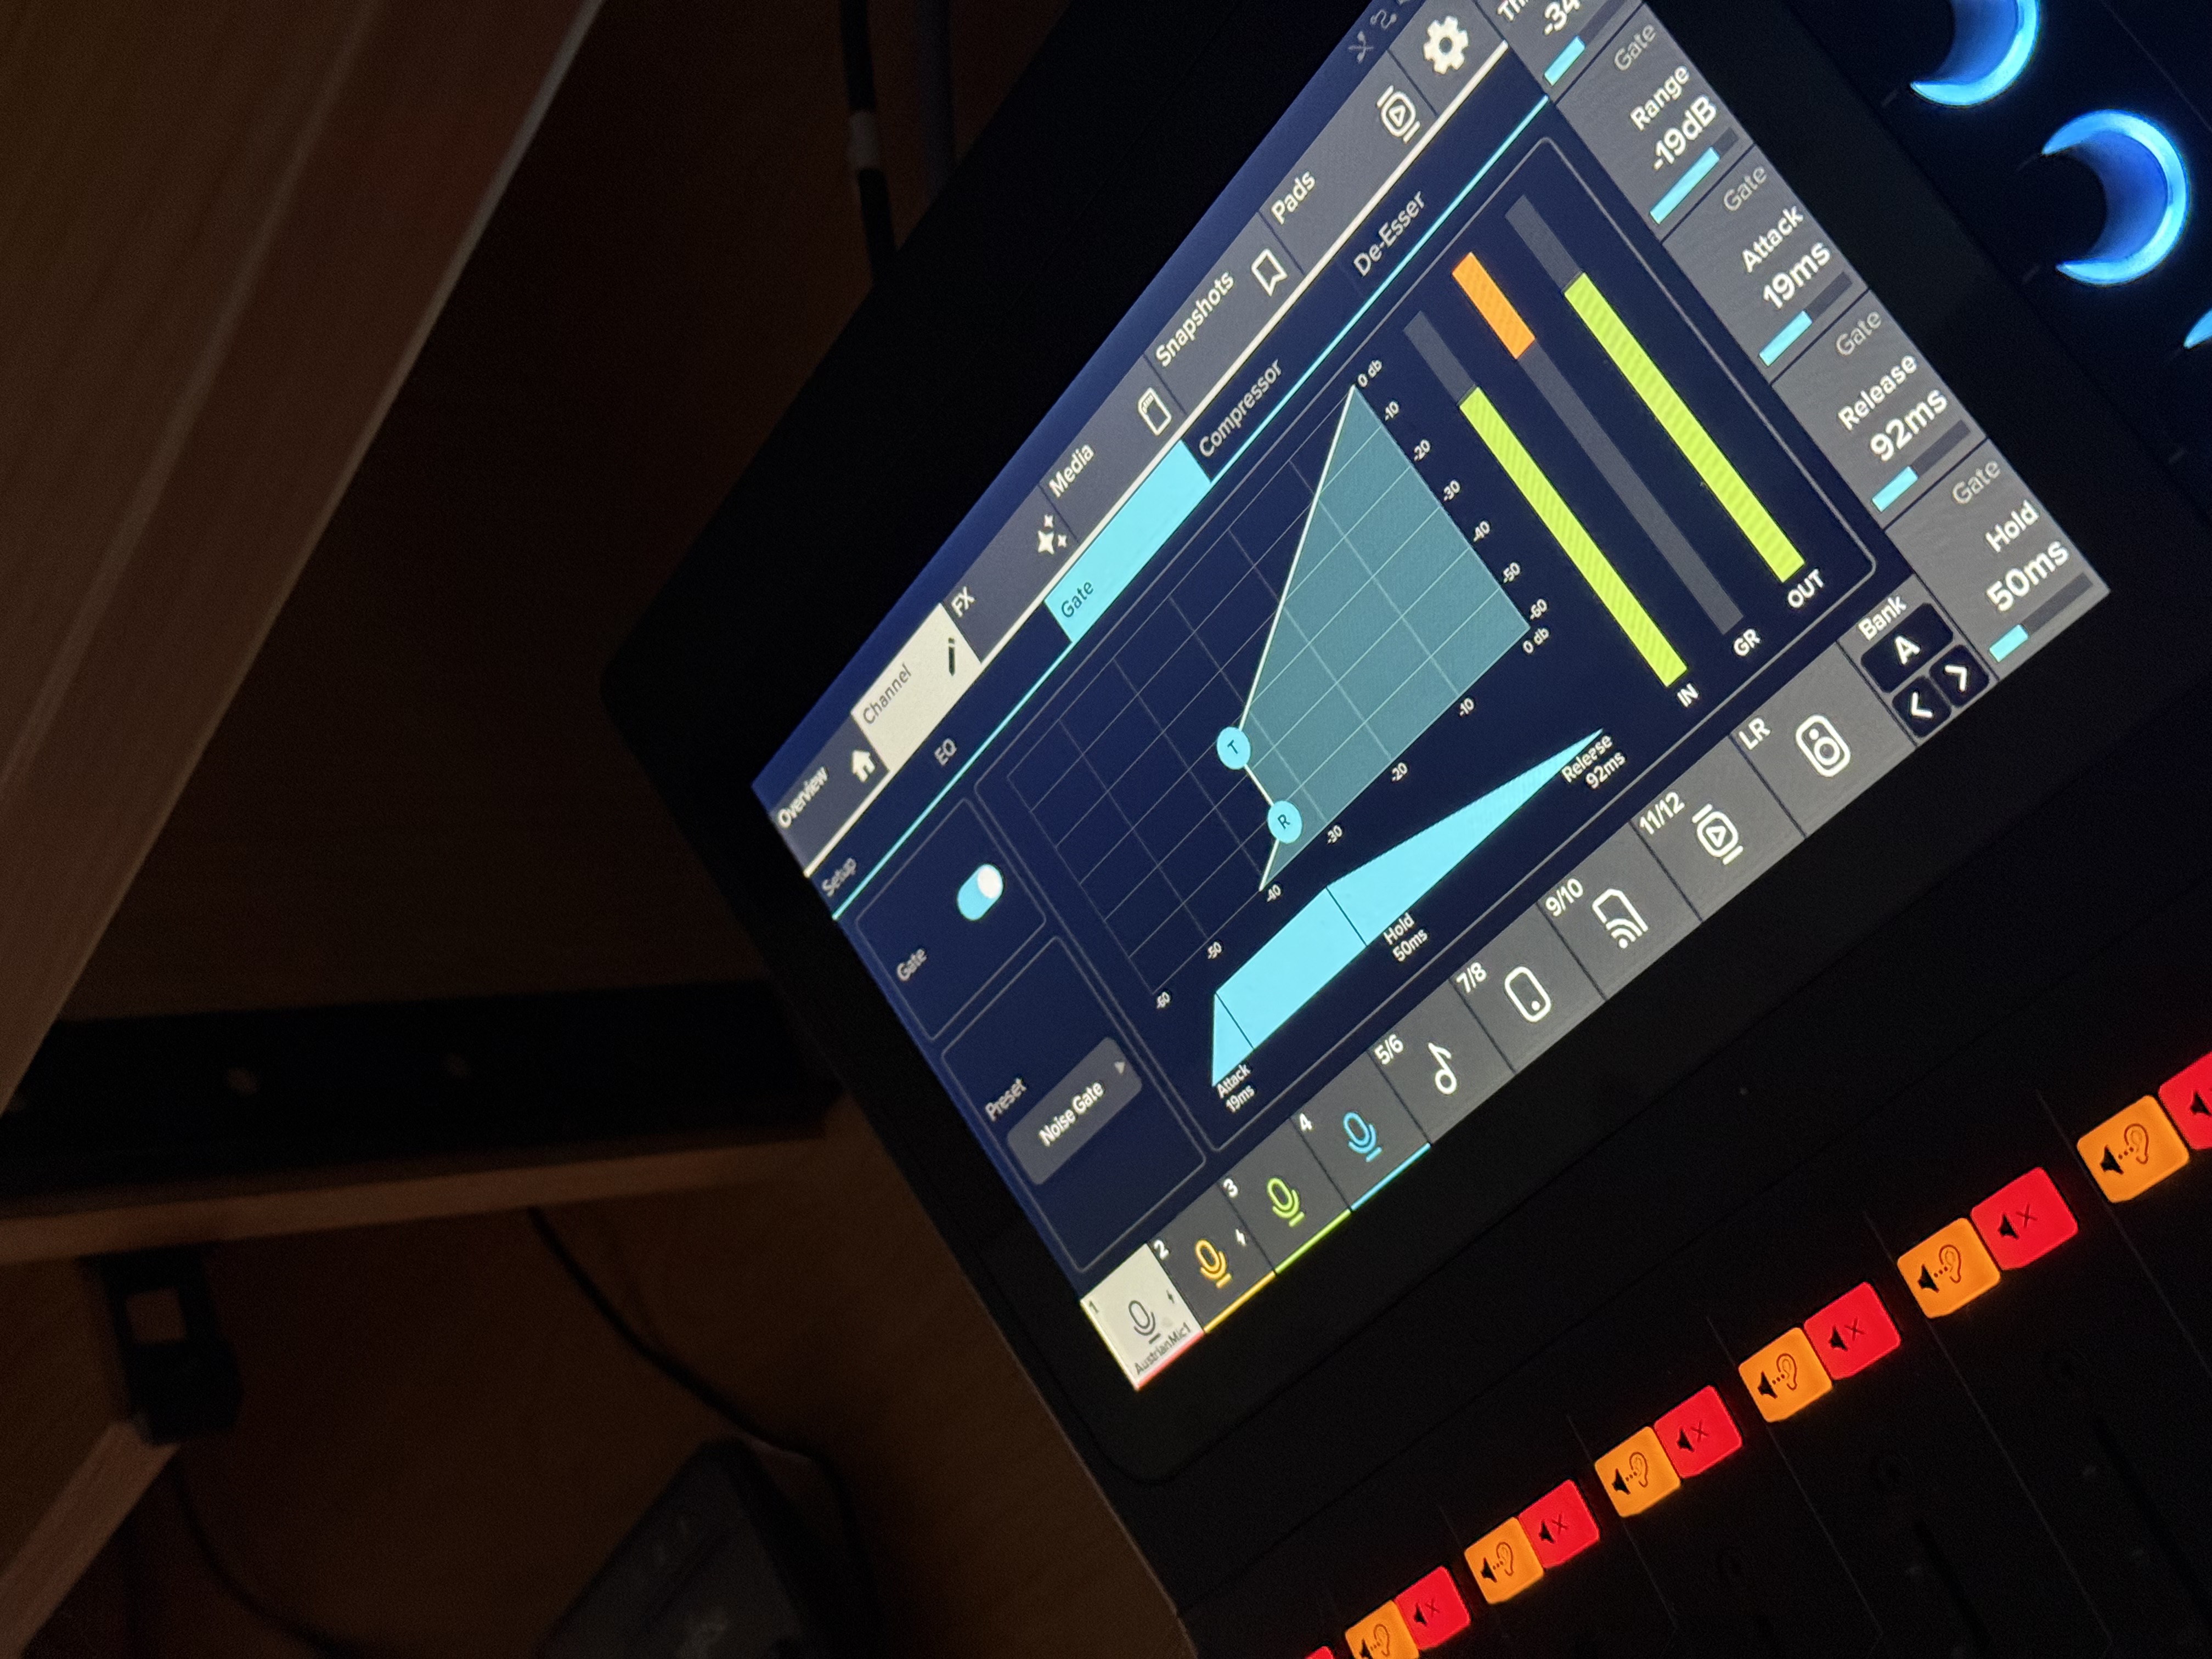 Overview
Channel
FX
Media
Snapshots
Pads
Setup
EQ
Gate
Compressor
De-Esser
Gate
Preset
Noise Gate
0 db
-10
-20
-30
-40
-50
-60
-60
-50
-40
-30
-20
-10
0 db
T
R
Attack
19ms
Hold
50ms
Release
92ms
IN
GR
OUT
-34
Gate
Range
-19dB
Gate
Attack
19ms
Gate
Release
92ms
Gate
Hold
50ms
1
AustrianMic1
2
3
4
5/6
7/8
9/10
11/12
LR
Bank
A